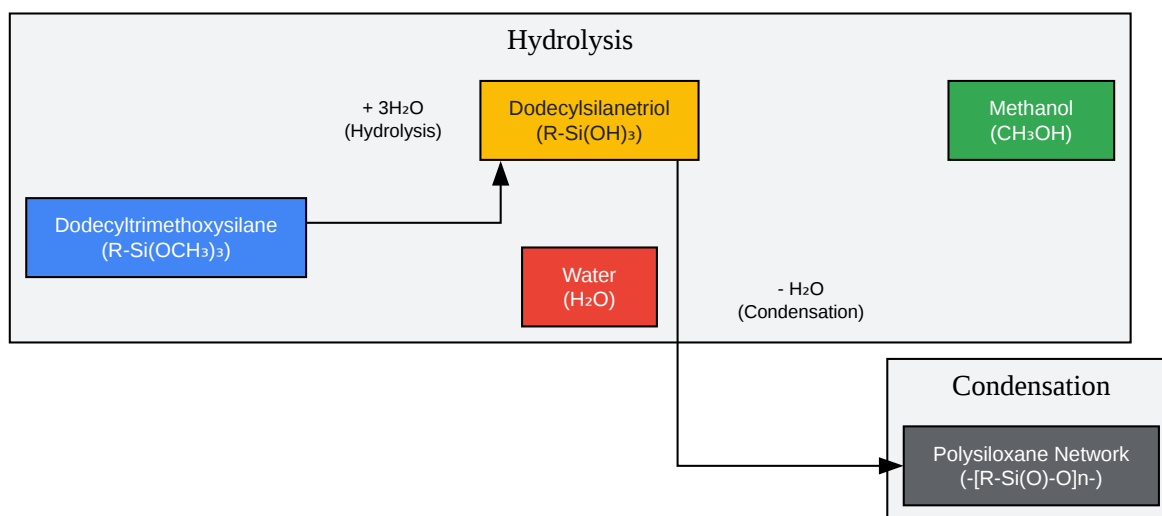 Hydrolysis
+ 3H₂O
(Hydrolysis)
Dodecylsilanetriol
(R-Si(OH)₃)
Methanol
(CH₃OH)
Dodecyltrimethoxysilane
(R-Si(OCH₃)₃)
Water
(H₂O)
- H₂O
(Condensation)
Condensation
Polysiloxane Network
(-[R-Si(O)-O]n-)